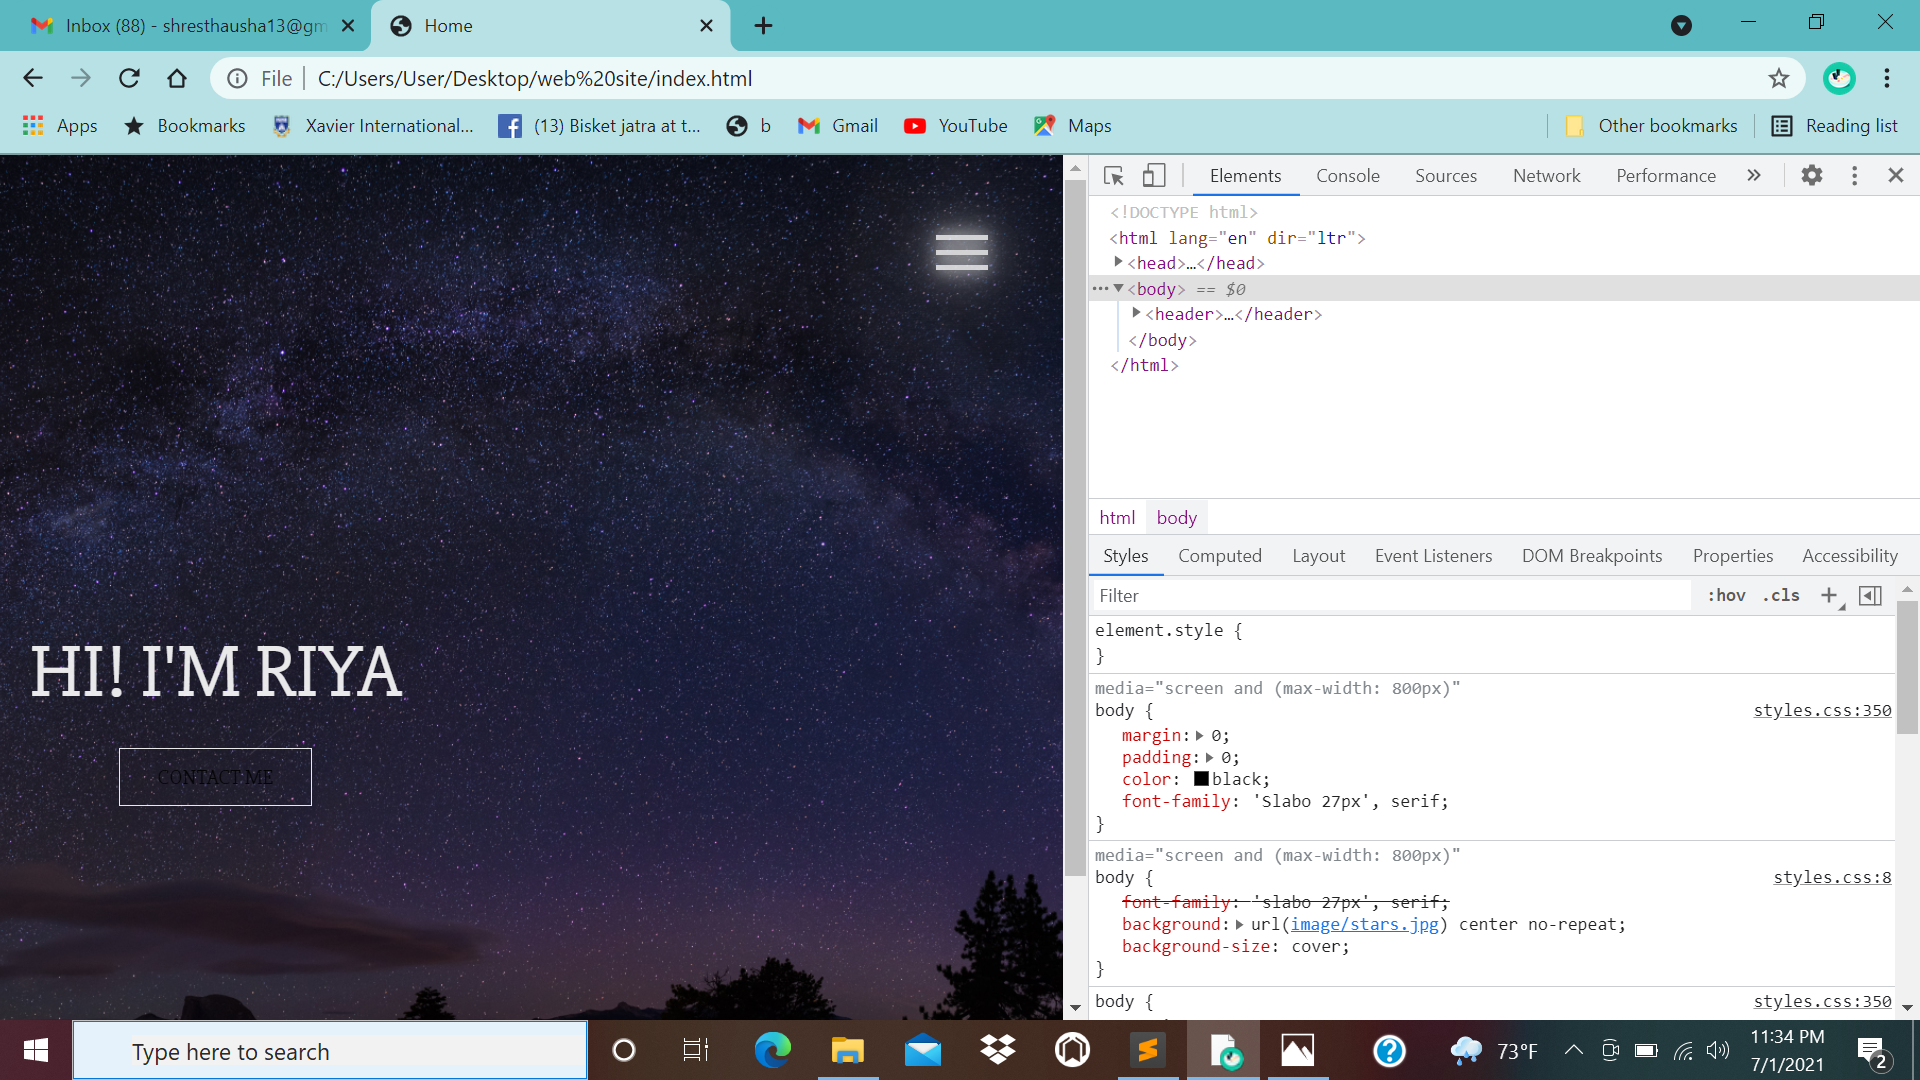 Inbox (88) - shresthausha13@gm
Home
File
C:/Users/User/Desktop/web%20site/index.html
Apps
Bookmarks
Xavier International...
(13) Bisket jatra at t...
b
Gmail
YouTube
Maps
Other bookmarks
Reading list
HI! I'M RIYA
CONTACT ME
Elements
Console
Sources
Network
Performance
<!DOCTYPE html>
<html lang="en" dir="ltr">
<head>…</head>
<body> == $0
<header>…</header>
</body>
</html>
html
body
Styles
Computed
Layout
Event Listeners
DOM Breakpoints
Properties
Accessibility
Filter
:hov
.cls
element.style {
}
media="screen and (max-width: 800px)"
body {
styles.css:350
margin: 0;
padding: 0;
color: black;
font-family: 'Slabo 27px', serif;
}
media="screen and (max-width: 800px)"
body {
styles.css:8
font-family: 'slabo 27px', serif;
background: url(image/stars.jpg) center no-repeat;
background-size: cover;
}
body {
styles.css:350
Type here to search
73°F
11:34 PM
7/1/2021
2